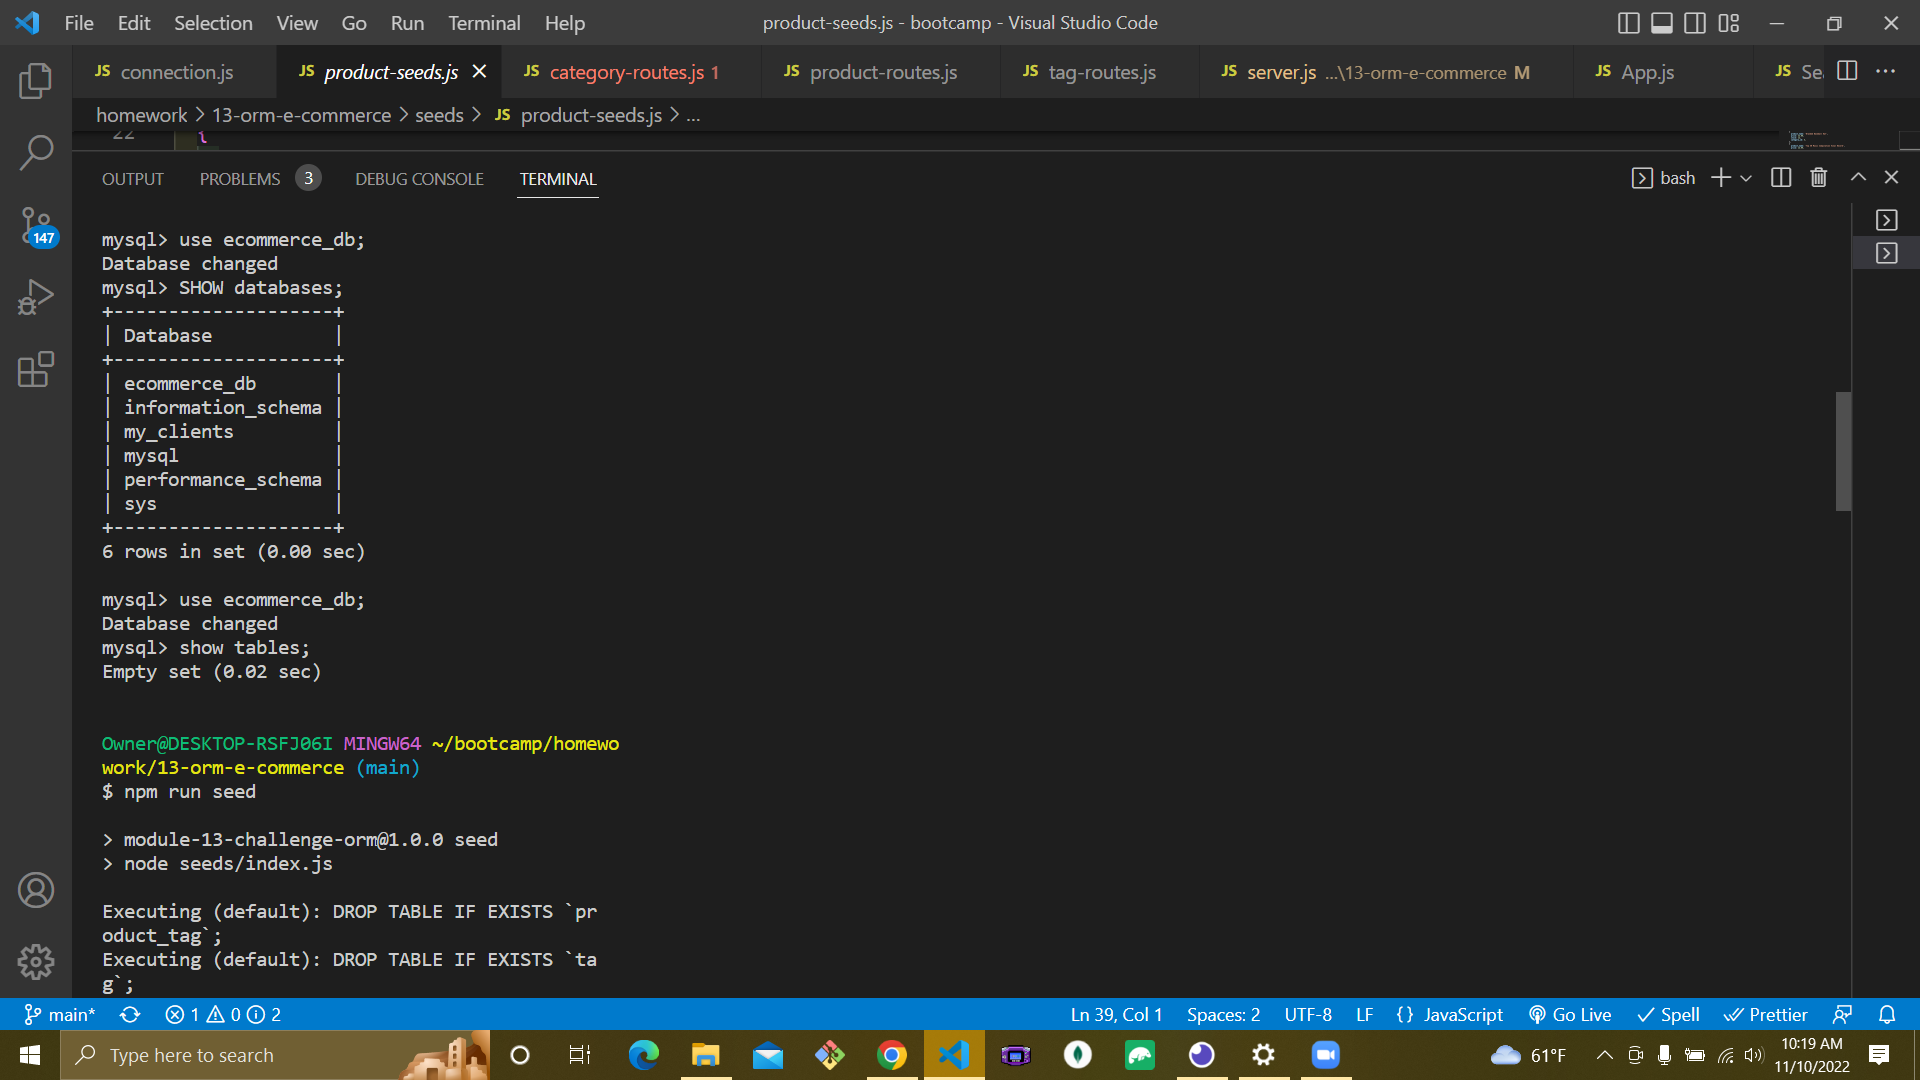 File Edit Selection View Go Run Terminal Help product-seeds.js - bootcamp - Visual Studio Code
JS connection.js JS product-seeds.js JS category-routes.js 1 JS product-routes.js JS tag-routes.js JS server.js ...\13-orm-e-commerce M JS App.js JS
homework > 13-orm-e-commerce > seeds > JS product-seeds.js > ...
22 {
OUTPUT PROBLEMS 3 DEBUG CONSOLE TERMINAL bash
147
mysql> use ecommerce_db;
Database changed
mysql> SHOW databases;
+--------------------+
| Database           |
+--------------------+
| ecommerce_db       |
| information_schema |
| my_clients         |
| mysql              |
| performance_schema |
| sys                |
+--------------------+
6 rows in set (0.00 sec)
mysql> use ecommerce_db;
Database changed
mysql> show tables;
Empty set (0.02 sec)
Owner@DESKTOP-RSFJ06I MINGW64 ~/bootcamp/homewo
work/13-orm-e-commerce (main)
$ npm run seed
> module-13-challenge-orm@1.0.0 seed
> node seeds/index.js
Executing (default): DROP TABLE IF EXISTS `pr
oduct_tag`;
Executing (default): DROP TABLE IF EXISTS `ta
g`;
main* 1 0 2 Ln 39, Col 1 Spaces: 2 UTF-8 LF {} JavaScript Go Live Spell Prettier
Type here to search 61°F 10:19 AM
11/10/2022